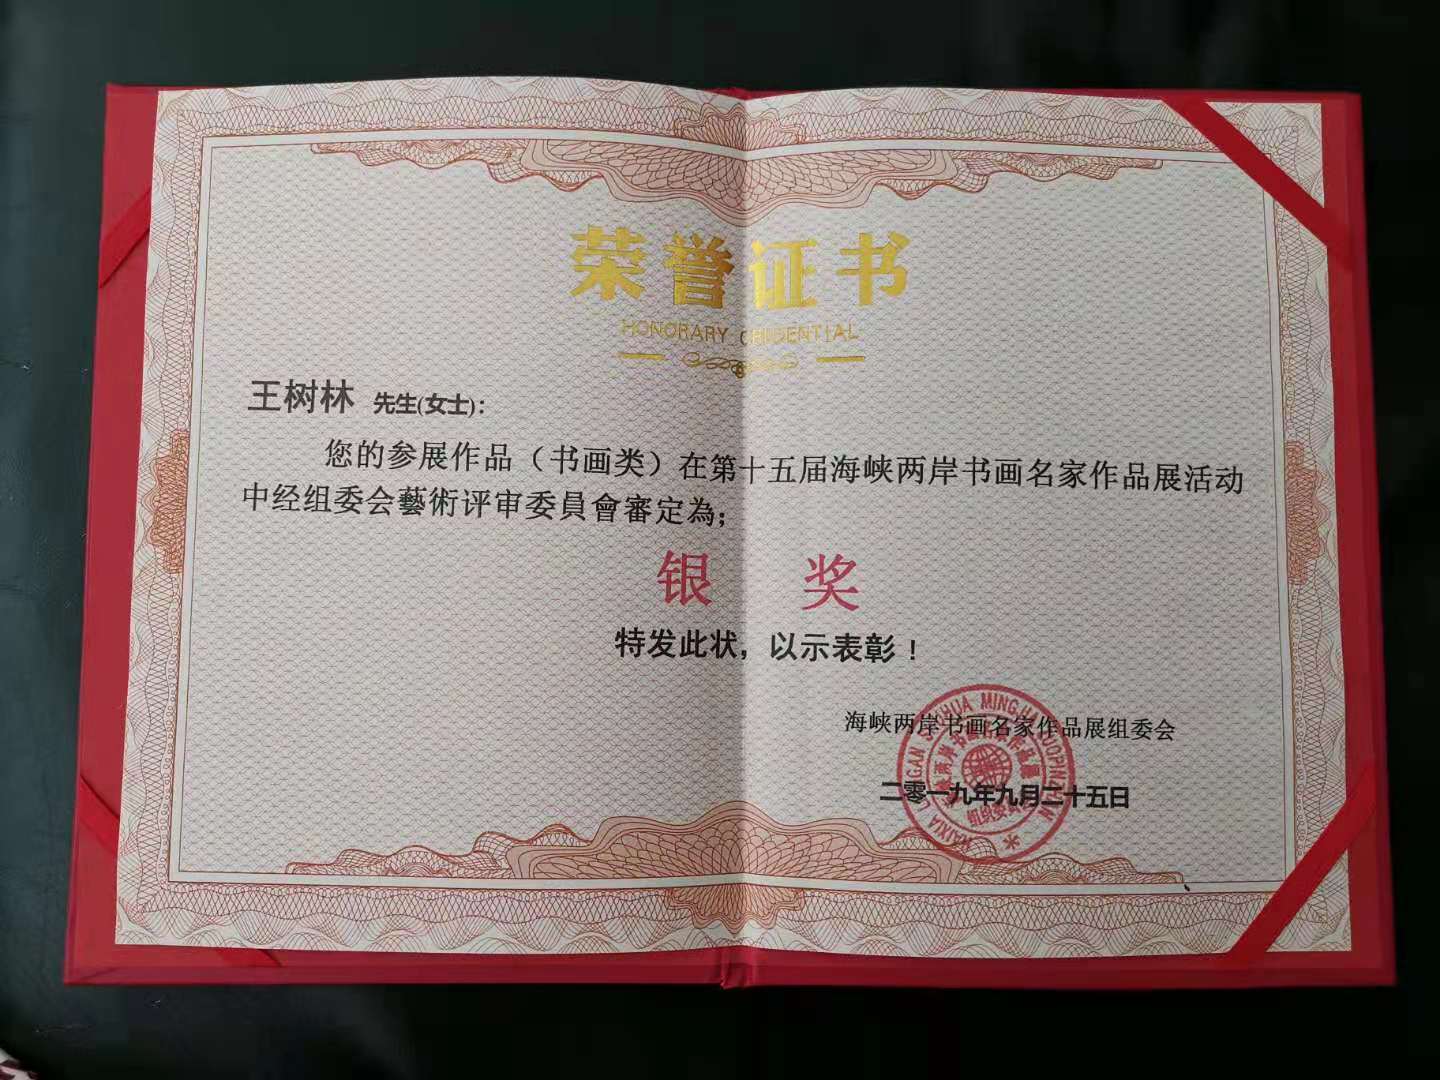 荣誉证书
HONORARY CRIDENTIAL
王树林 先生(女士):
您的参展作品（书画类）在第十五届海峡两岸书画名家作品展活动
中经组委会藝術评审委員會審定為；
银 奖
特发此状，以示表彰！
海峡两岸书画名家作品展组委会
二零一九年九月二十五日